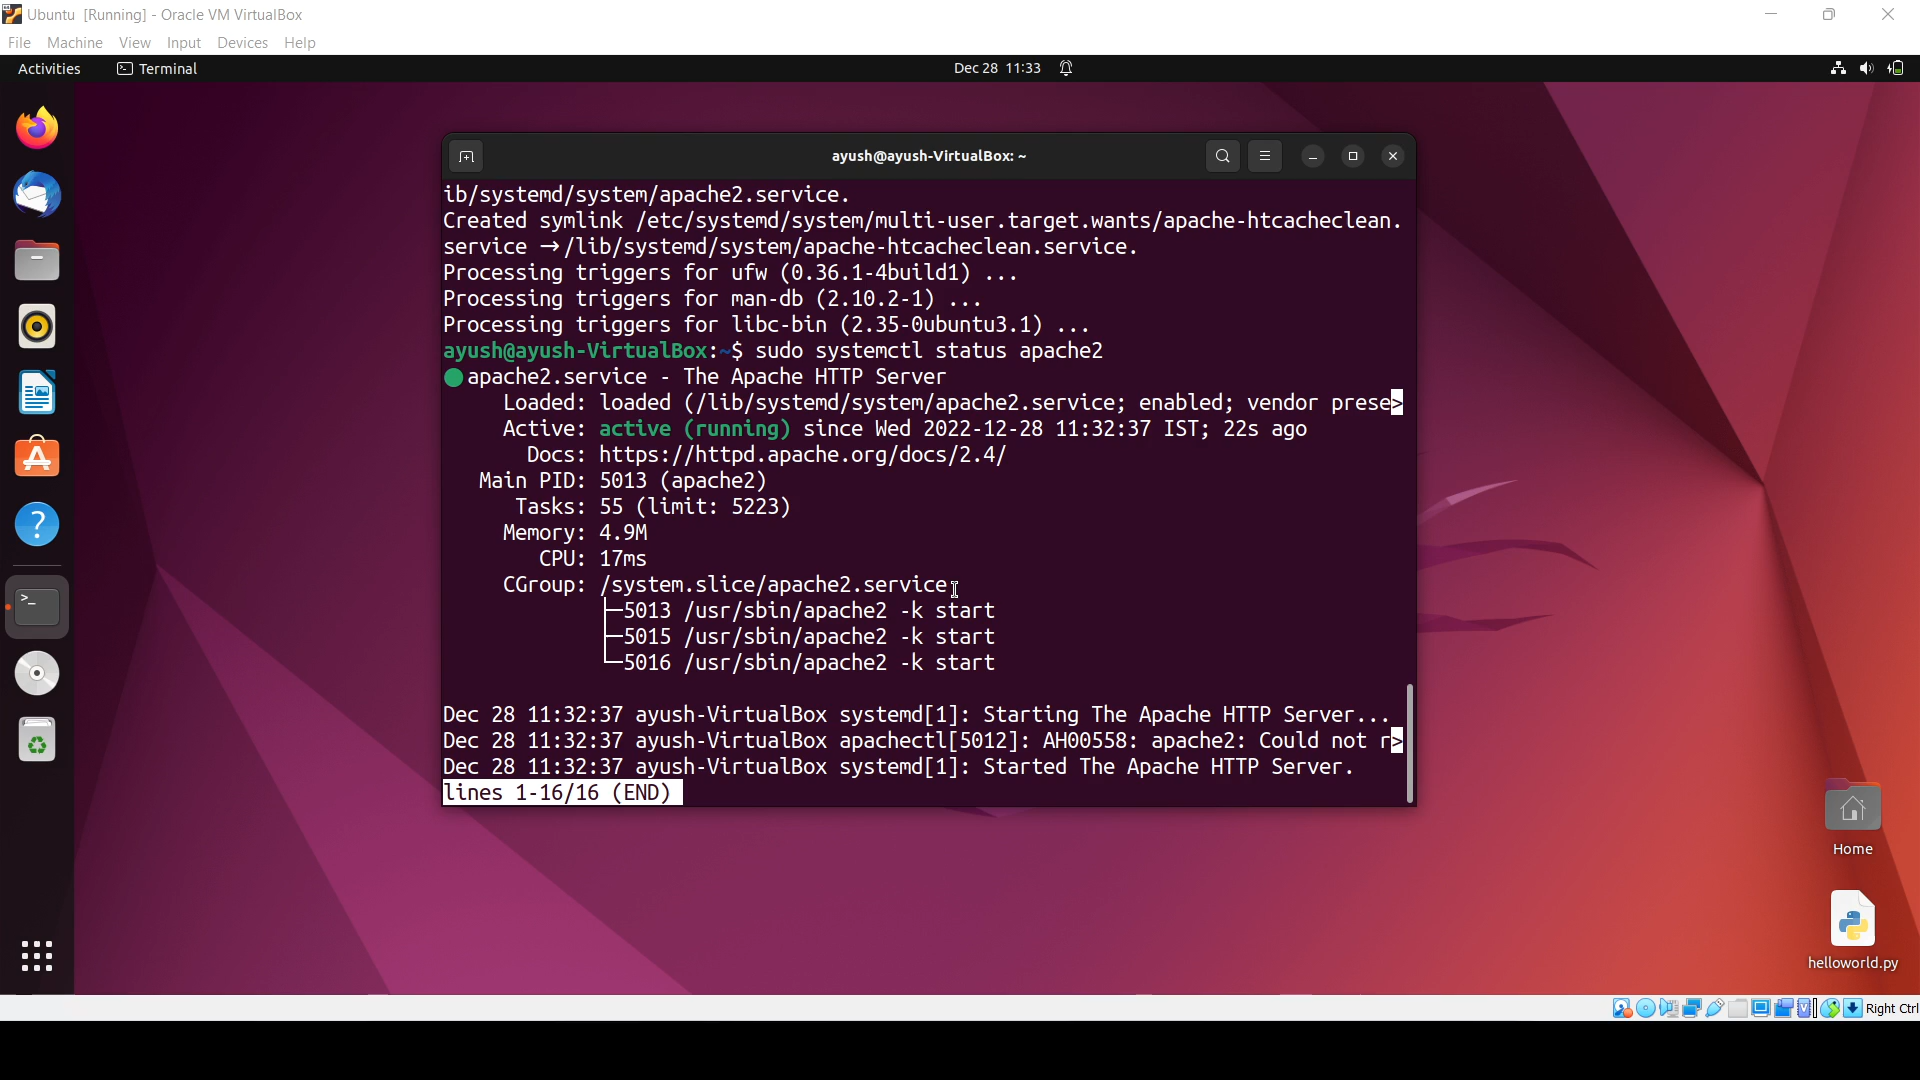 Ubuntu [Running] - Oracle VM VirtualBox
File Machine View Input Devices Help
Activities Terminal Dec 28 11:33
ayush@ayush-VirtualBox: ~
ib/systemd/system/apache2.service.
Created symlink /etc/systemd/system/multi-user.target.wants/apache-htcacheclean.
service → /lib/systemd/system/apache-htcacheclean.service.
Processing triggers for ufw (0.36.1-4build1) ...
Processing triggers for man-db (2.10.2-1) ...
Processing triggers for libc-bin (2.35-0ubuntu3.1) ...
ayush@ayush-VirtualBox:~$ sudo systemctl status apache2
● apache2.service - The Apache HTTP Server
Loaded: loaded (/lib/systemd/system/apache2.service; enabled; vendor prese>
Active: active (running) since Wed 2022-12-28 11:32:37 IST; 22s ago
Docs: https://httpd.apache.org/docs/2.4/
Main PID: 5013 (apache2)
Tasks: 55 (limit: 5223)
Memory: 4.9M
CPU: 17ms
CGroup: /system.slice/apache2.service
├─5013 /usr/sbin/apache2 -k start
├─5015 /usr/sbin/apache2 -k start
└─5016 /usr/sbin/apache2 -k start
Dec 28 11:32:37 ayush-VirtualBox systemd[1]: Starting The Apache HTTP Server...
Dec 28 11:32:37 ayush-VirtualBox apachectl[5012]: AH00558: apache2: Could not r>
Dec 28 11:32:37 ayush-VirtualBox systemd[1]: Started The Apache HTTP Server.
lines 1-16/16 (END)
Home
helloworld.py
Right Ctrl